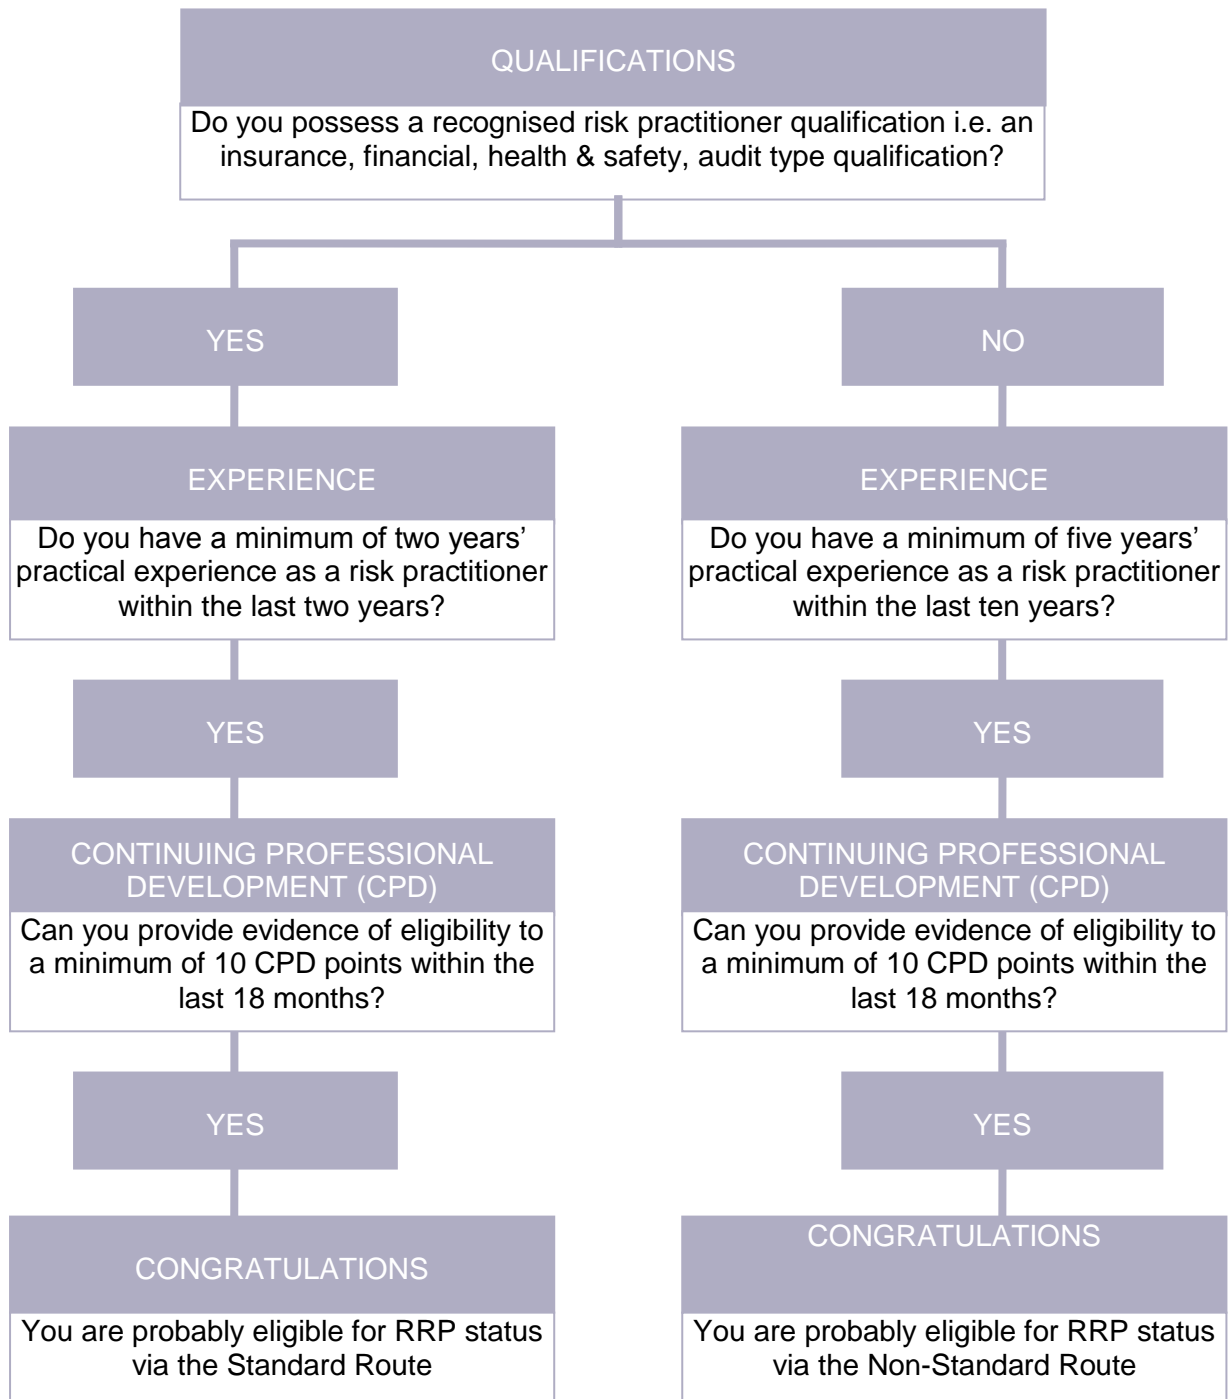 QUALIFICATIONS
Do you possess a recognised risk practitioner qualification i.e. an
insurance, financial, health & safety, audit type qualification?
YES
NO
EXPERIENCE
Do you have a minimum of two years’
practical experience as a risk practitioner
within the last two years?
EXPERIENCE
Do you have a minimum of five years’
practical experience as a risk practitioner
within the last ten years?
YES
YES
CONTINUING PROFESSIONAL
DEVELOPMENT (CPD)
Can you provide evidence of eligibility to
a minimum of 10 CPD points within the
last 18 months?
CONTINUING PROFESSIONAL
DEVELOPMENT (CPD)
Can you provide evidence of eligibility to
a minimum of 10 CPD points within the
last 18 months?
YES
YES
CONGRATULATIONS
You are probably eligible for RRP status
via the Standard Route
CONGRATULATIONS
You are probably eligible for RRP status
via the Non-Standard Route